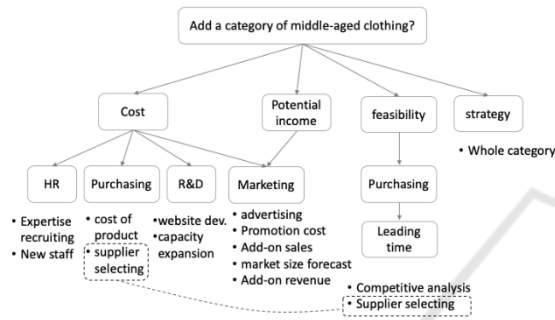 Add a category of middle-aged clothing?
Cost
Potential
income
feasibility
strategy
• Whole category
HR
Purchasing
R&D
Marketing
Purchasing
• Expertise
recruiting
• New staff
• cost of
product
• supplier
selecting
•website dev.
•capacity
expansion
• advertising
• Promotion cost
• Add-on sales
• market size forecast
• Add-on revenue
Leading
time
• Competitive analysis
• Supplier selecting